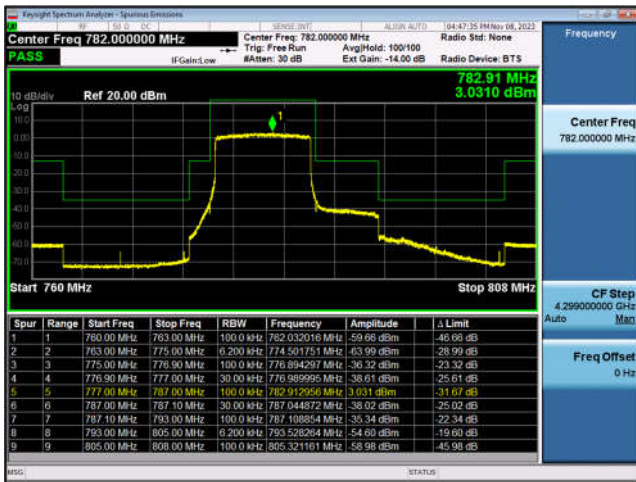 Keysight Spectrum Analyzer - Spurious Emissions
RF 50 Ω DC SENSE:INT ALIGN AUTO 04:47:35 PM Nov 08, 2023
Center Freq 782.000000 MHz
Center Freq: 782.000000 MHz Radio Std: None
Trig: Free Run Avg|Hold: 100/100
PASS
IFGain:Low #Atten: 30 dB Ext Gain: -14.00 dB Radio Device: BTS
Frequency
782.91 MHz
10 dB/div Ref 20.00 dBm 3.0310 dBm
Log
10.0
0.00
1
Center Freq
782.000000 MHz
Start 760 MHz Stop 808 MHz
CF Step
4.299000000 GHz
Auto Man
Freq Offset
0 Hz
Spur Range Start Freq Stop Freq RBW Frequency Amplitude Δ Limit
1 1 760.00 MHz 763.00 MHz 100.0 kHz 762.032016 MHz -59.66 dBm -46.66 dB
2 2 763.00 MHz 775.00 MHz 6.200 kHz 774.501751 MHz -63.99 dBm -28.99 dB
3 3 775.00 MHz 776.90 MHz 100.0 kHz 776.894297 MHz -36.32 dBm -23.32 dB
4 4 776.90 MHz 777.00 MHz 30.00 kHz 776.989995 MHz -38.61 dBm -25.61 dB
5 5 777.00 MHz 787.00 MHz 100.0 kHz 782.912956 MHz 3.031 dBm -31.67 dB
6 6 787.00 MHz 787.10 MHz 30.00 kHz 787.044872 MHz -38.02 dBm -25.02 dB
7 7 787.10 MHz 793.00 MHz 100.0 kHz 787.108854 MHz -35.34 dBm -22.34 dB
8 8 793.00 MHz 805.00 MHz 6.200 kHz 793.528264 MHz -54.60 dBm -19.60 dB
9 9 805.00 MHz 808.00 MHz 100.0 kHz 805.321161 MHz -58.98 dBm -45.98 dB
MSG STATUS